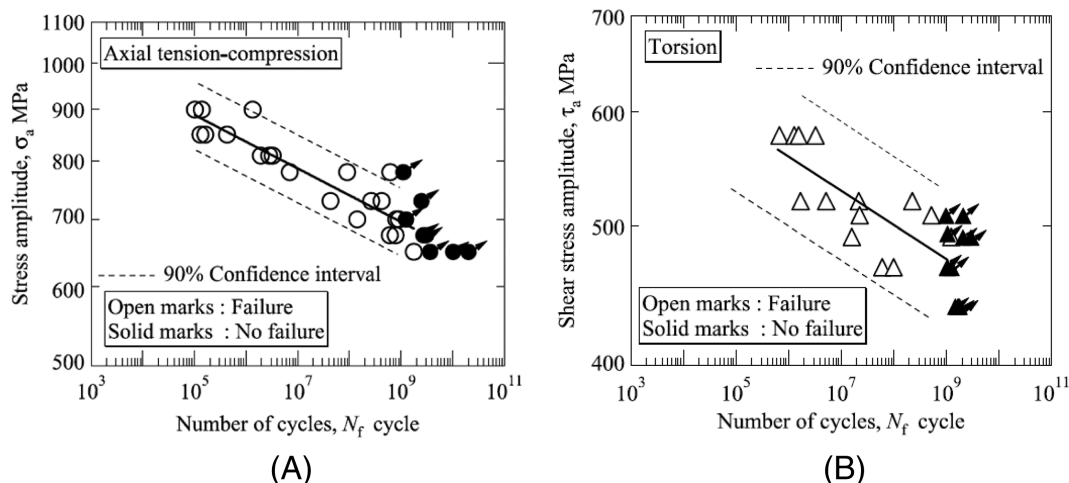 1100
1000
900
800
700
600
500
Stress amplitude, σa MPa
Axial tension-compression
90% Confidence interval
Open marks : Failure
Solid marks : No failure
10^3
10^5
10^7
10^9
10^11
Number of cycles, Nf cycle
(A)
700
600
500
400
Shear stress amplitude, τa MPa
Torsion
90% Confidence interval
Open marks : Failure
Solid marks : No failure
10^3
10^5
10^7
10^9
10^11
Number of cycles, Nf cycle
(B)